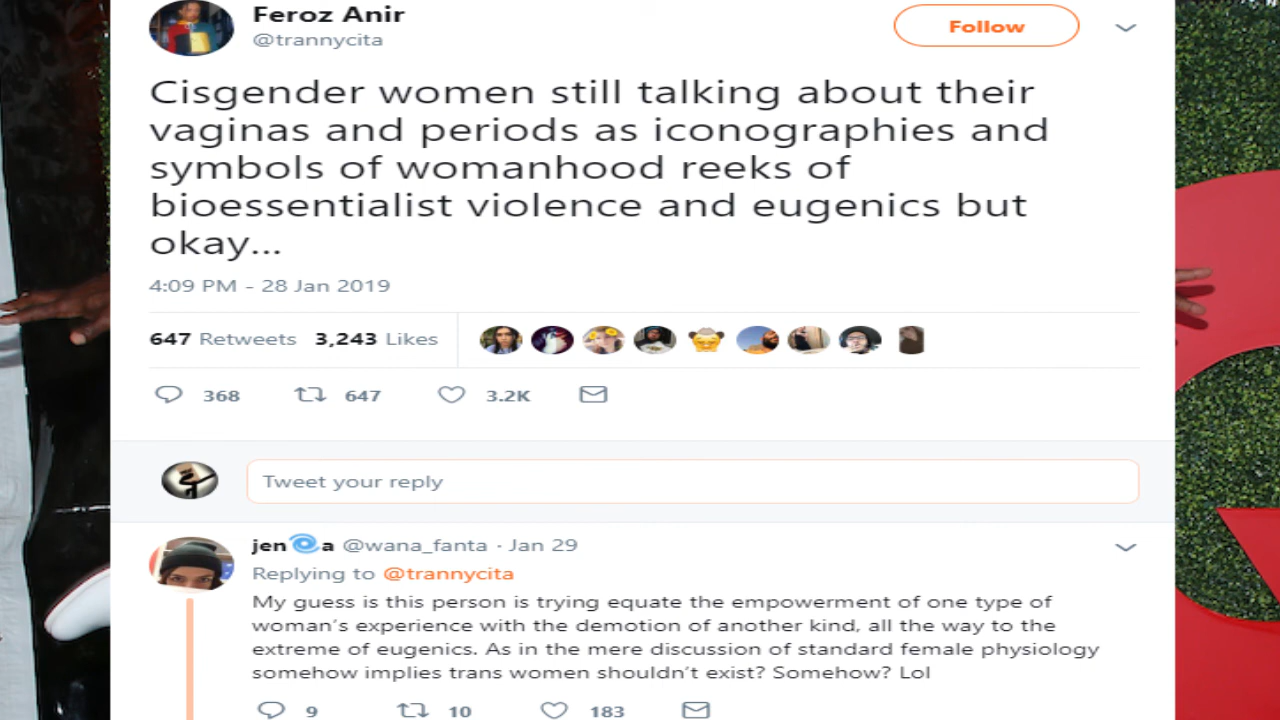 Feroz Anir
@trannycita
Follow
Cisgender women still talking about their
vaginas and periods as iconographies and
symbols of womanhood reeks of
bioessentialist violence and eugenics but
okay...
4:09 PM - 28 Jan 2019
647 Retweets 3,243 Likes
368 647 3.2K
Tweet your reply
jen a @wana_fanta · Jan 29
Replying to @trannycita
My guess is this person is trying equate the empowerment of one type of
woman's experience with the demotion of another kind, all the way to the
extreme of eugenics. As in the mere discussion of standard female physiology
somehow implies trans women shouldn't exist? Somehow? Lol
9 10 183